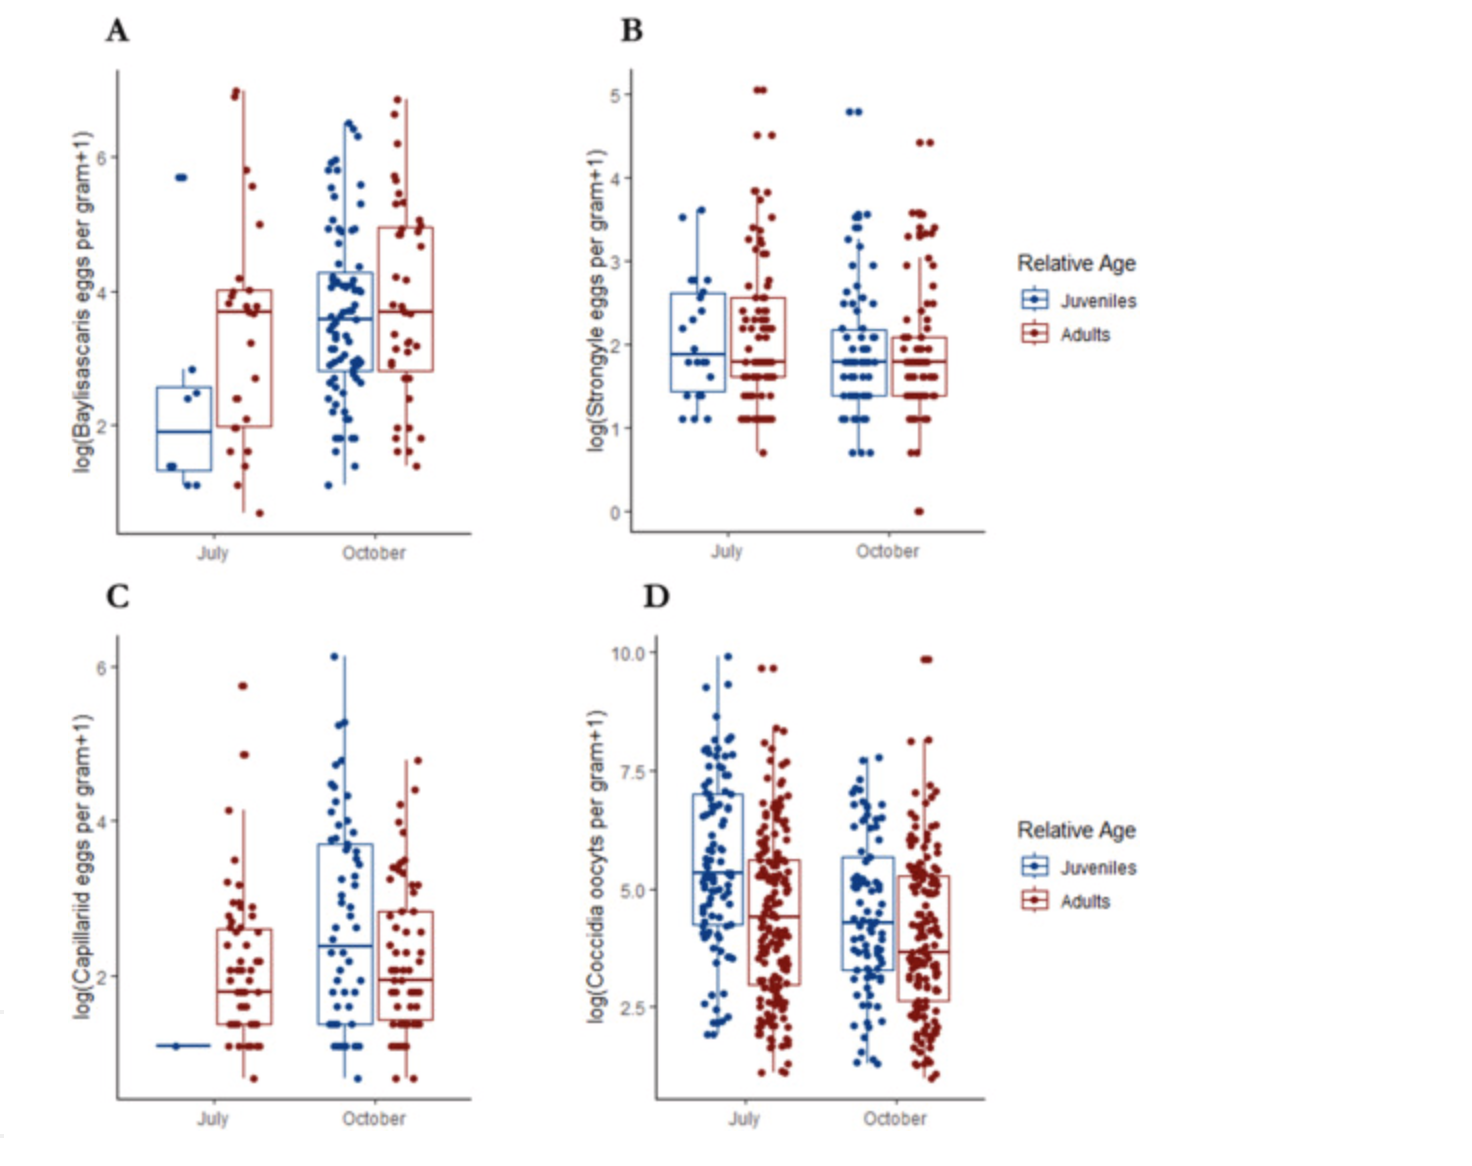 A
B
log(Baylisascaris eggs per gram+1)
6
4
2
July
October
log(Strongyle eggs per gram+1)
5
4
3
2
1
0
July
October
Relative Age
Juveniles
Adults
C
D
log(Capillariid eggs per gram+1)
6
4
2
July
October
log(Coccidia oocyts per gram+1)
10.0
7.5
5.0
2.5
July
October
Relative Age
Juveniles
Adults